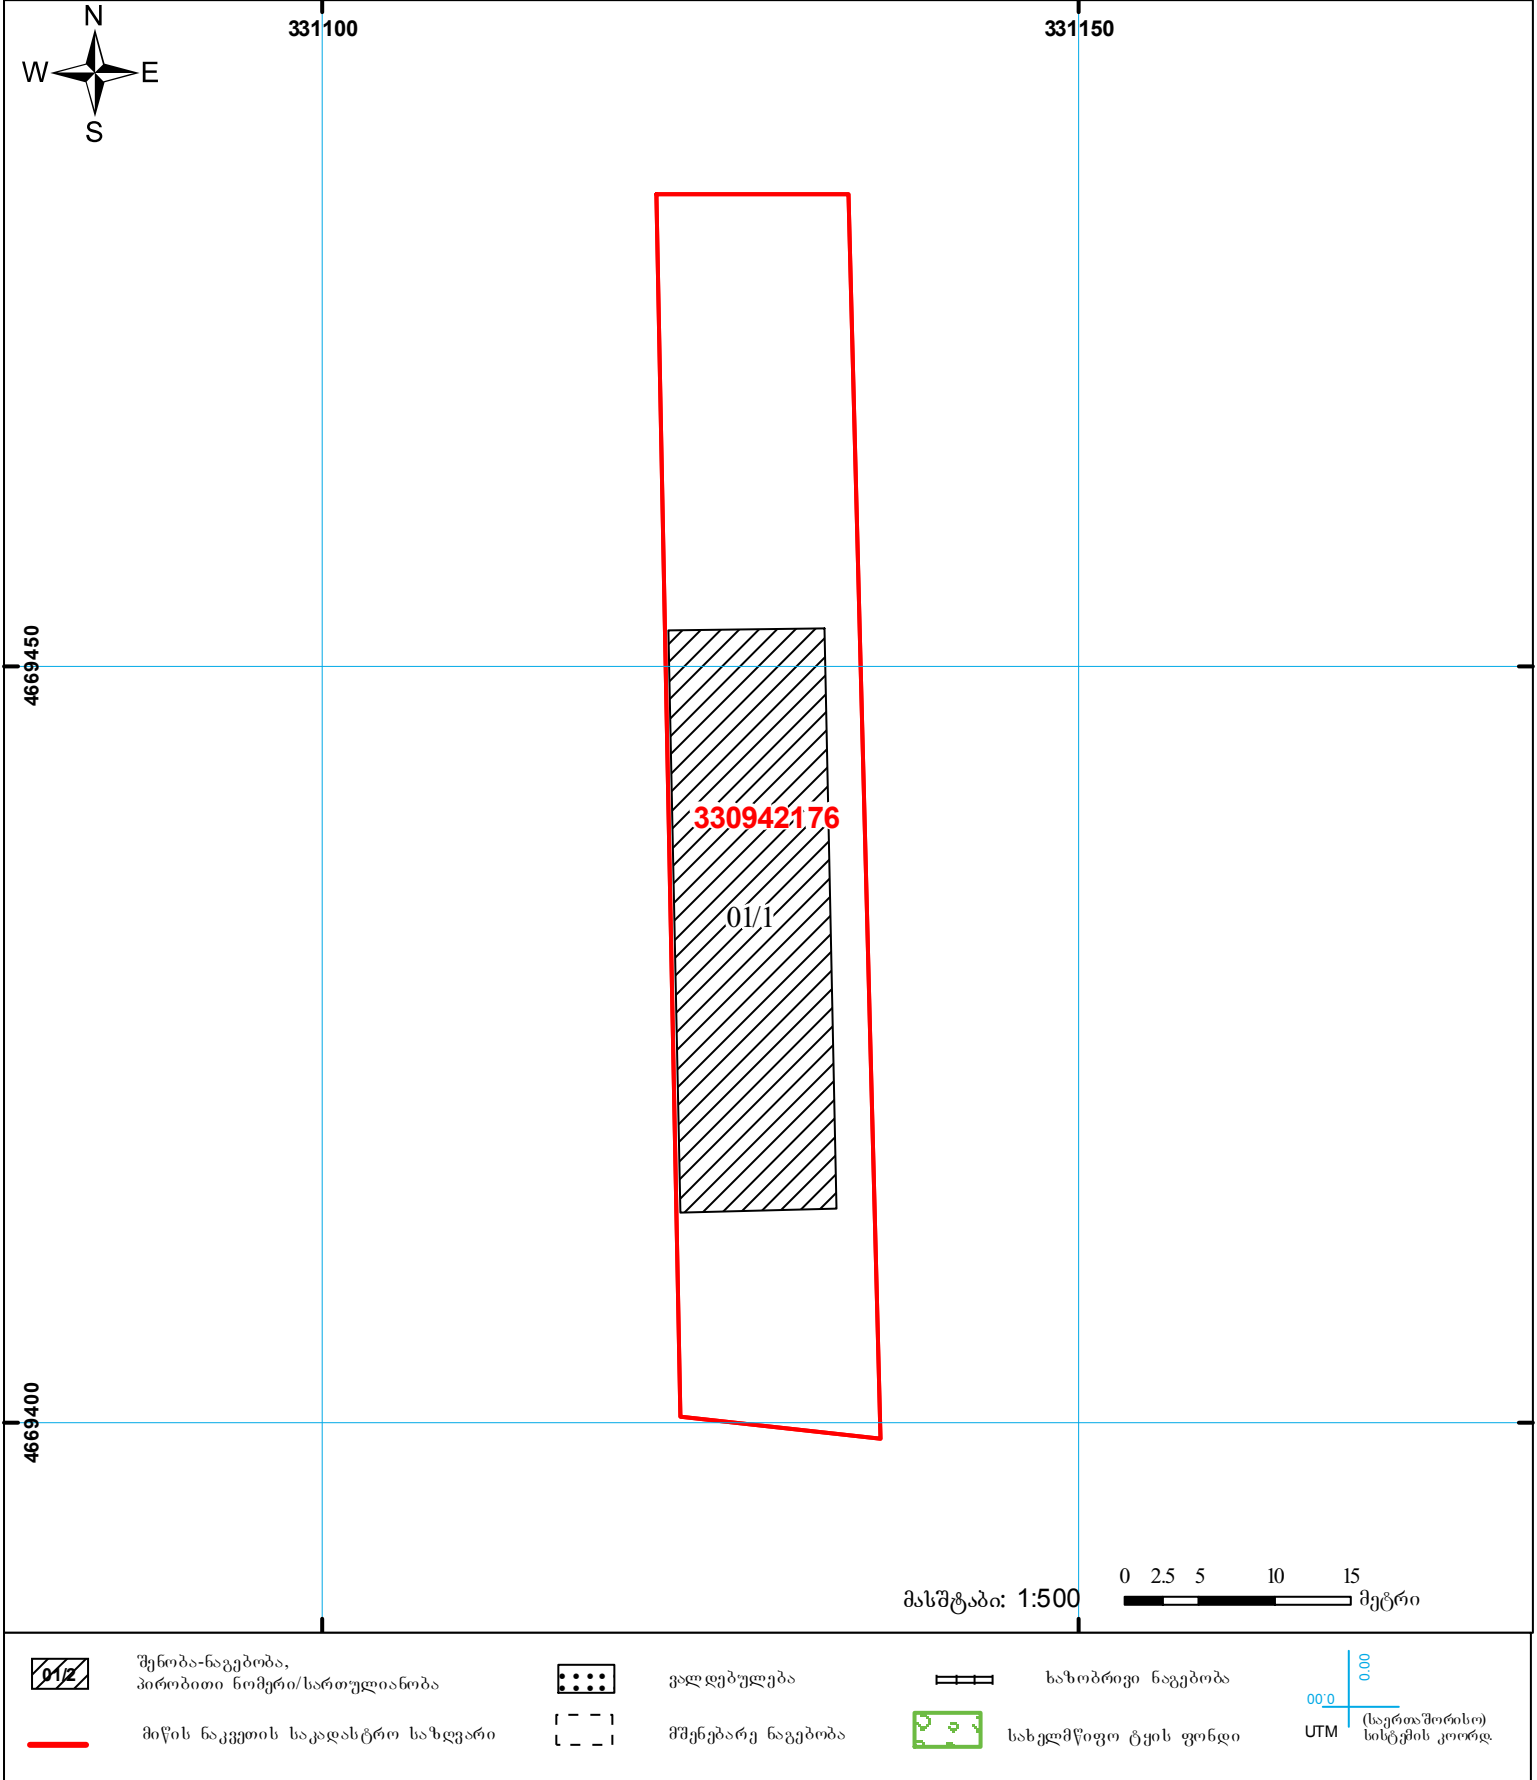 N
W E
S
331100 331150
4669450
330942176
01/1
4669400
მასშტაბი: 1:500
0 2.5 5 10 15
მეტრი
01/2
შენობა-ნაგებობა,
პირობითი ნომერი/სართულიანობა
ვალდებულება
ხაზობრივი ნაგებობა
მიწის ნაკვეთის საკადასტრო საზღვარი
მშენებარე ნაგებობა
სახელმწიფო ტყის ფონდი
0.00
0.00
UTM
(საერთაშორისო)
სისტემის კოორდ.